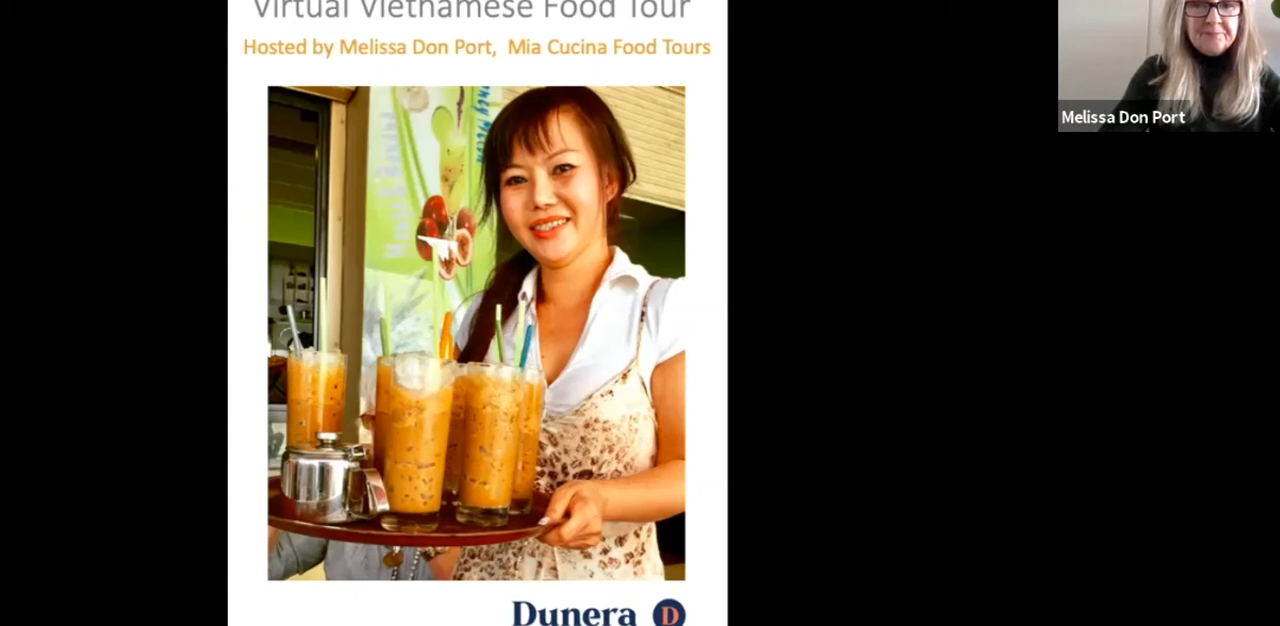 Virtual Vietnamese Food Tour
Hosted by Melissa Don Port, Mia Cucina Food Tours
Melissa Don Port
Dunera D